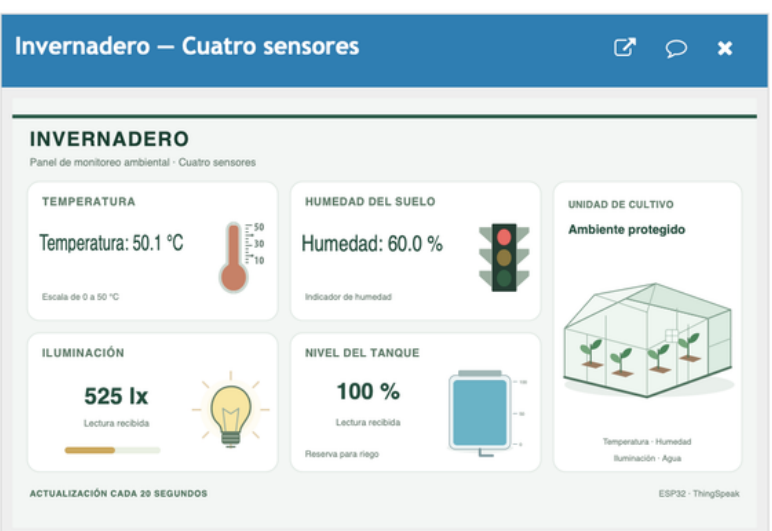 Invernadero — Cuatro sensores
INVERNADERO
Panel de monitoreo ambiental · Cuatro sensores
TEMPERATURA
Temperatura: 50.1 °C
50
30
10
Escala de 0 a 50 °C
HUMEDAD DEL SUELO
Humedad: 60.0 %
Indicador de humedad
UNIDAD DE CULTIVO
Ambiente protegido
Temperatura · Humedad
Iluminación · Agua
ILUMINACIÓN
525 lx
Lectura recibida
NIVEL DEL TANQUE
100 %
Lectura recibida
Reserva para riego
100
50
0
ACTUALIZACIÓN CADA 20 SEGUNDOS
ESP32 · ThingSpeak